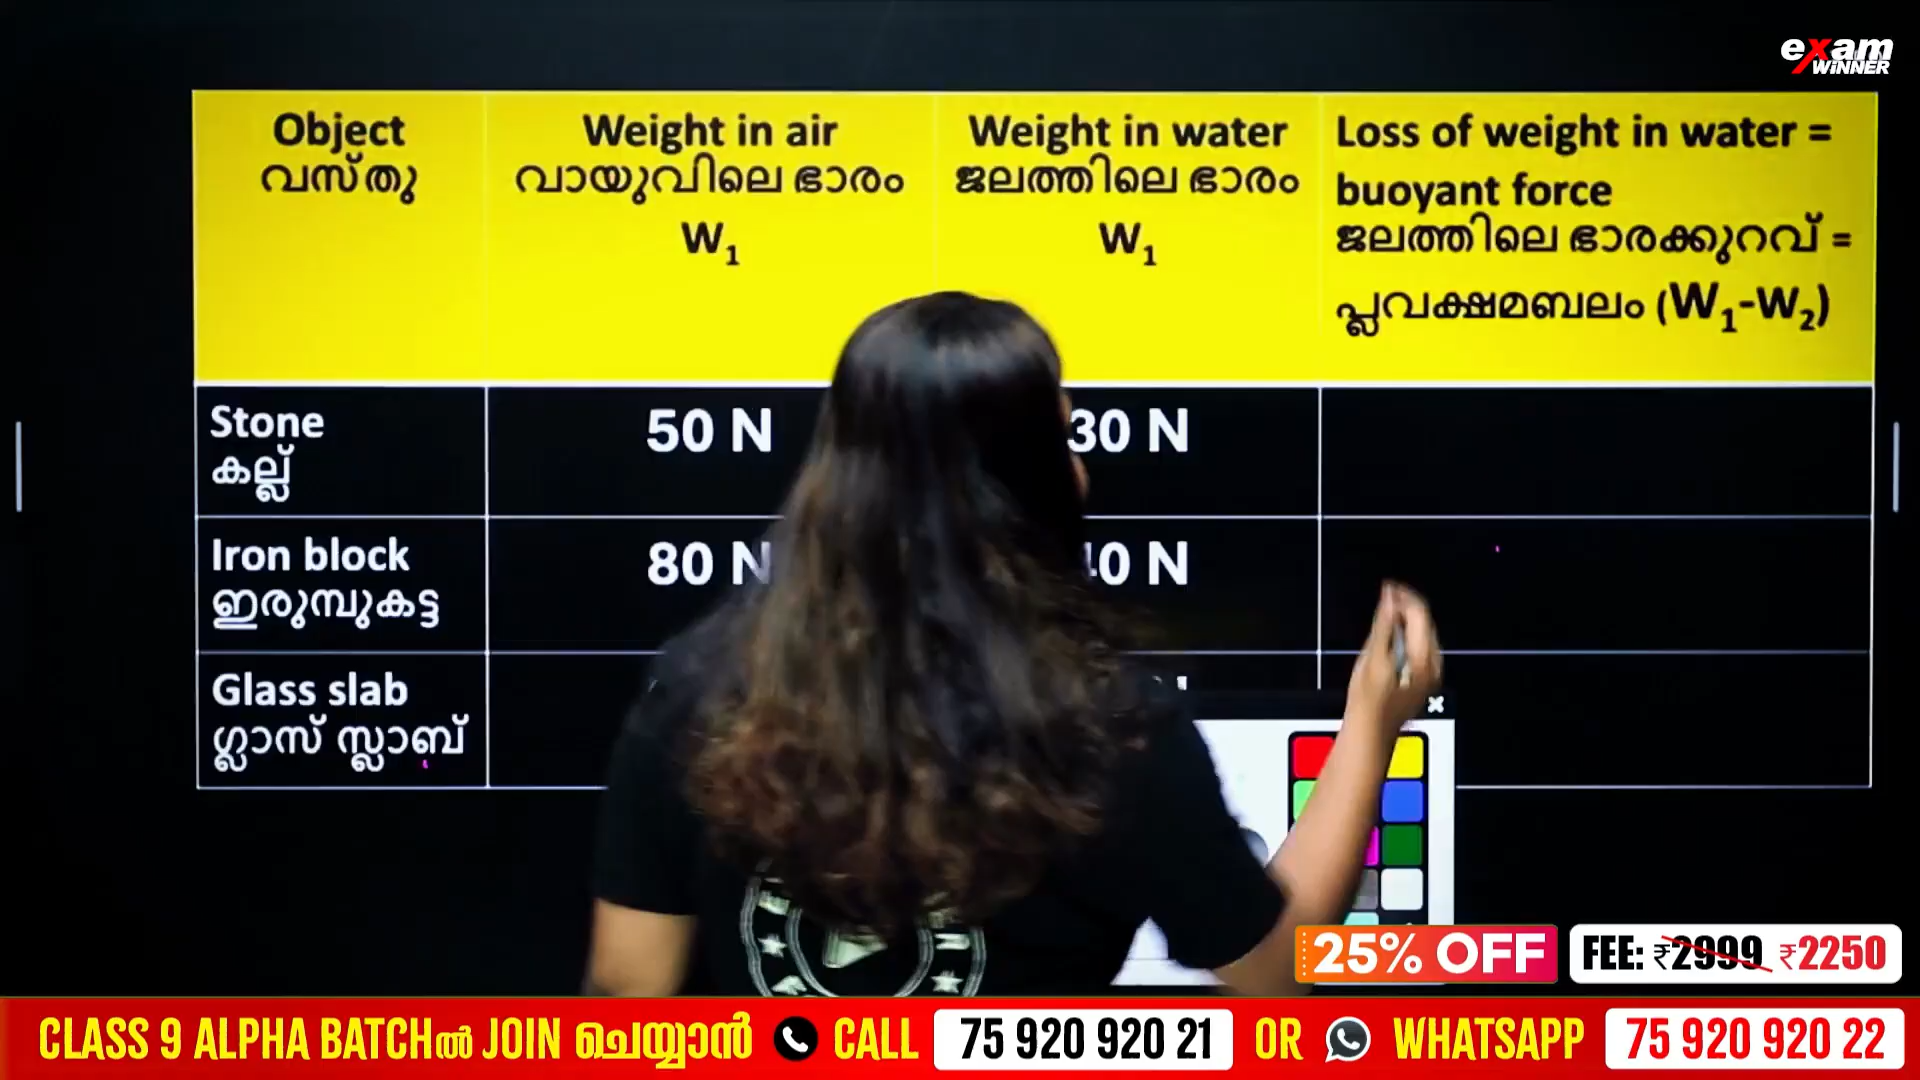 exam
WINNER
Object
വസ്തു
Weight in air
വായുവിലെ ഭാരം
W1
Weight in water
ജലത്തിലെ ഭാരം
W1
Loss of weight in water =
buoyant force
ജലത്തിലെ ഭാരക്കുറവ് =
പ്ലവക്ഷമബലം (W1-W2)
Stone
കല്ല്
50 N
30 N
Iron block
ഇരുമ്പുകട്ട
80 N
0 N
Glass slab
ഗ്ലാസ് സ്ലാബ്
25% OFF
FEE: ₹2999 ₹2250
CLASS 9 ALPHA BATCHൽ JOIN ചെയ്യാൻ CALL 75 920 920 21 OR WHATSAPP 75 920 920 22